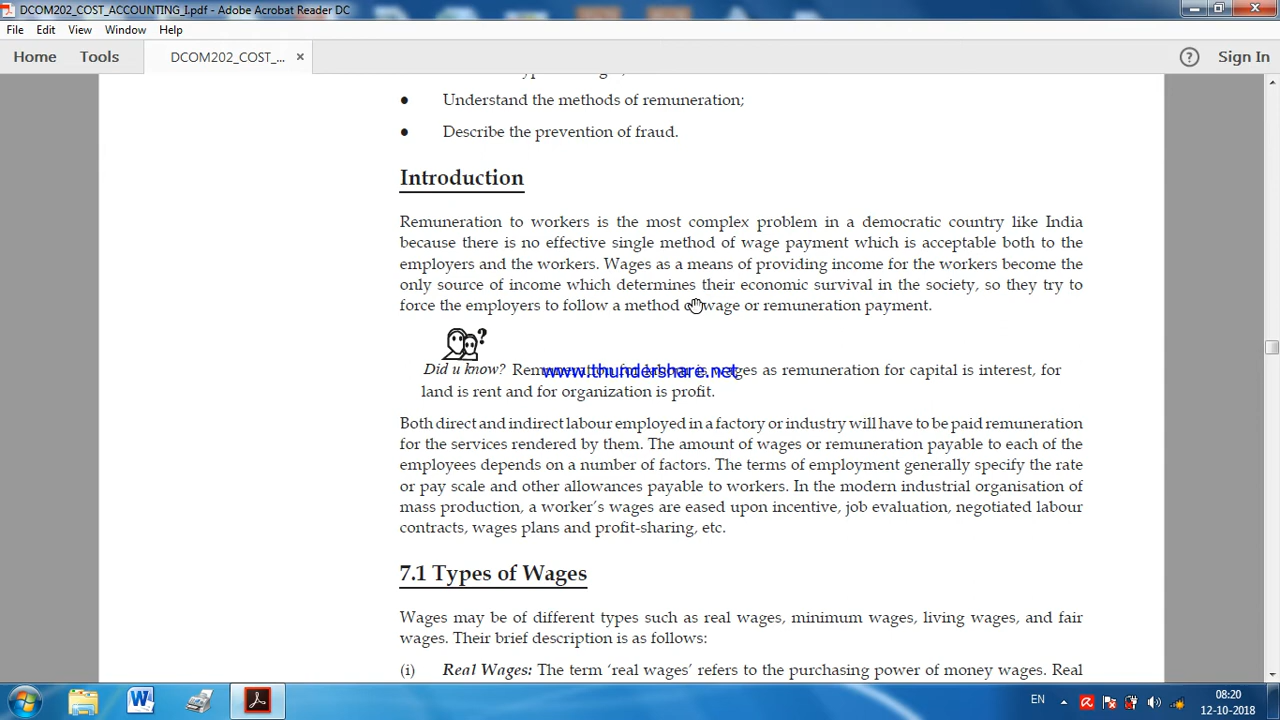 DCOM202_COST_ACCOUNTING_I.pdf - Adobe Acrobat Reader DC
File Edit View Window Help
Home Tools DCOM202_COST_... × ? Sign In
● Understand the methods of remuneration;
● Describe the prevention of fraud.
Introduction
Remuneration to workers is the most complex problem in a democratic country like India
because there is no effective single method of wage payment which is acceptable both to the
employers and the workers. Wages as a means of providing income for the workers become the
only source of income which determines their economic survival in the society, so they try to
force the employers to follow a method of wage or remuneration payment.
?
Did u know? Remuneration for labour is wages as remuneration for capital is interest, for
www.thundershare.net
land is rent and for organization is profit.
Both direct and indirect labour employed in a factory or industry will have to be paid remuneration
for the services rendered by them. The amount of wages or remuneration payable to each of the
employees depends on a number of factors. The terms of employment generally specify the rate
or pay scale and other allowances payable to workers. In the modern industrial organisation of
mass production, a worker's wages are eased upon incentive, job evaluation, negotiated labour
contracts, wages plans and profit-sharing, etc.
7.1 Types of Wages
Wages may be of different types such as real wages, minimum wages, living wages, and fair
wages. Their brief description is as follows:
(i) Real Wages: The term 'real wages' refers to the purchasing power of money wages. Real
EN 08:20
12-10-2018